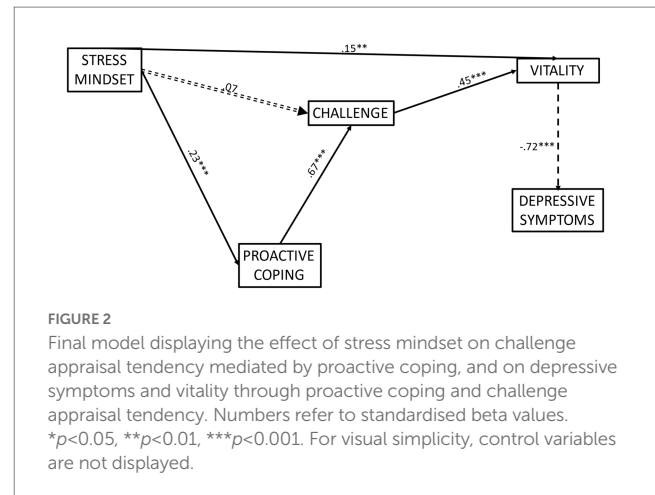 .15**
STRESS
MINDSET
VITALITY
.07
.45***
CHALLENGE
.23***
.67***
-.72***
DEPRESSIVE
SYMPTOMS
PROACTIVE
COPING
FIGURE 2
Final model displaying the effect of stress mindset on challenge
appraisal tendency mediated by proactive coping, and on depressive
symptoms and vitality through proactive coping and challenge
appraisal tendency. Numbers refer to standardised beta values.
*p<0.05, **p<0.01, ***p<0.001. For visual simplicity, control variables
are not displayed.